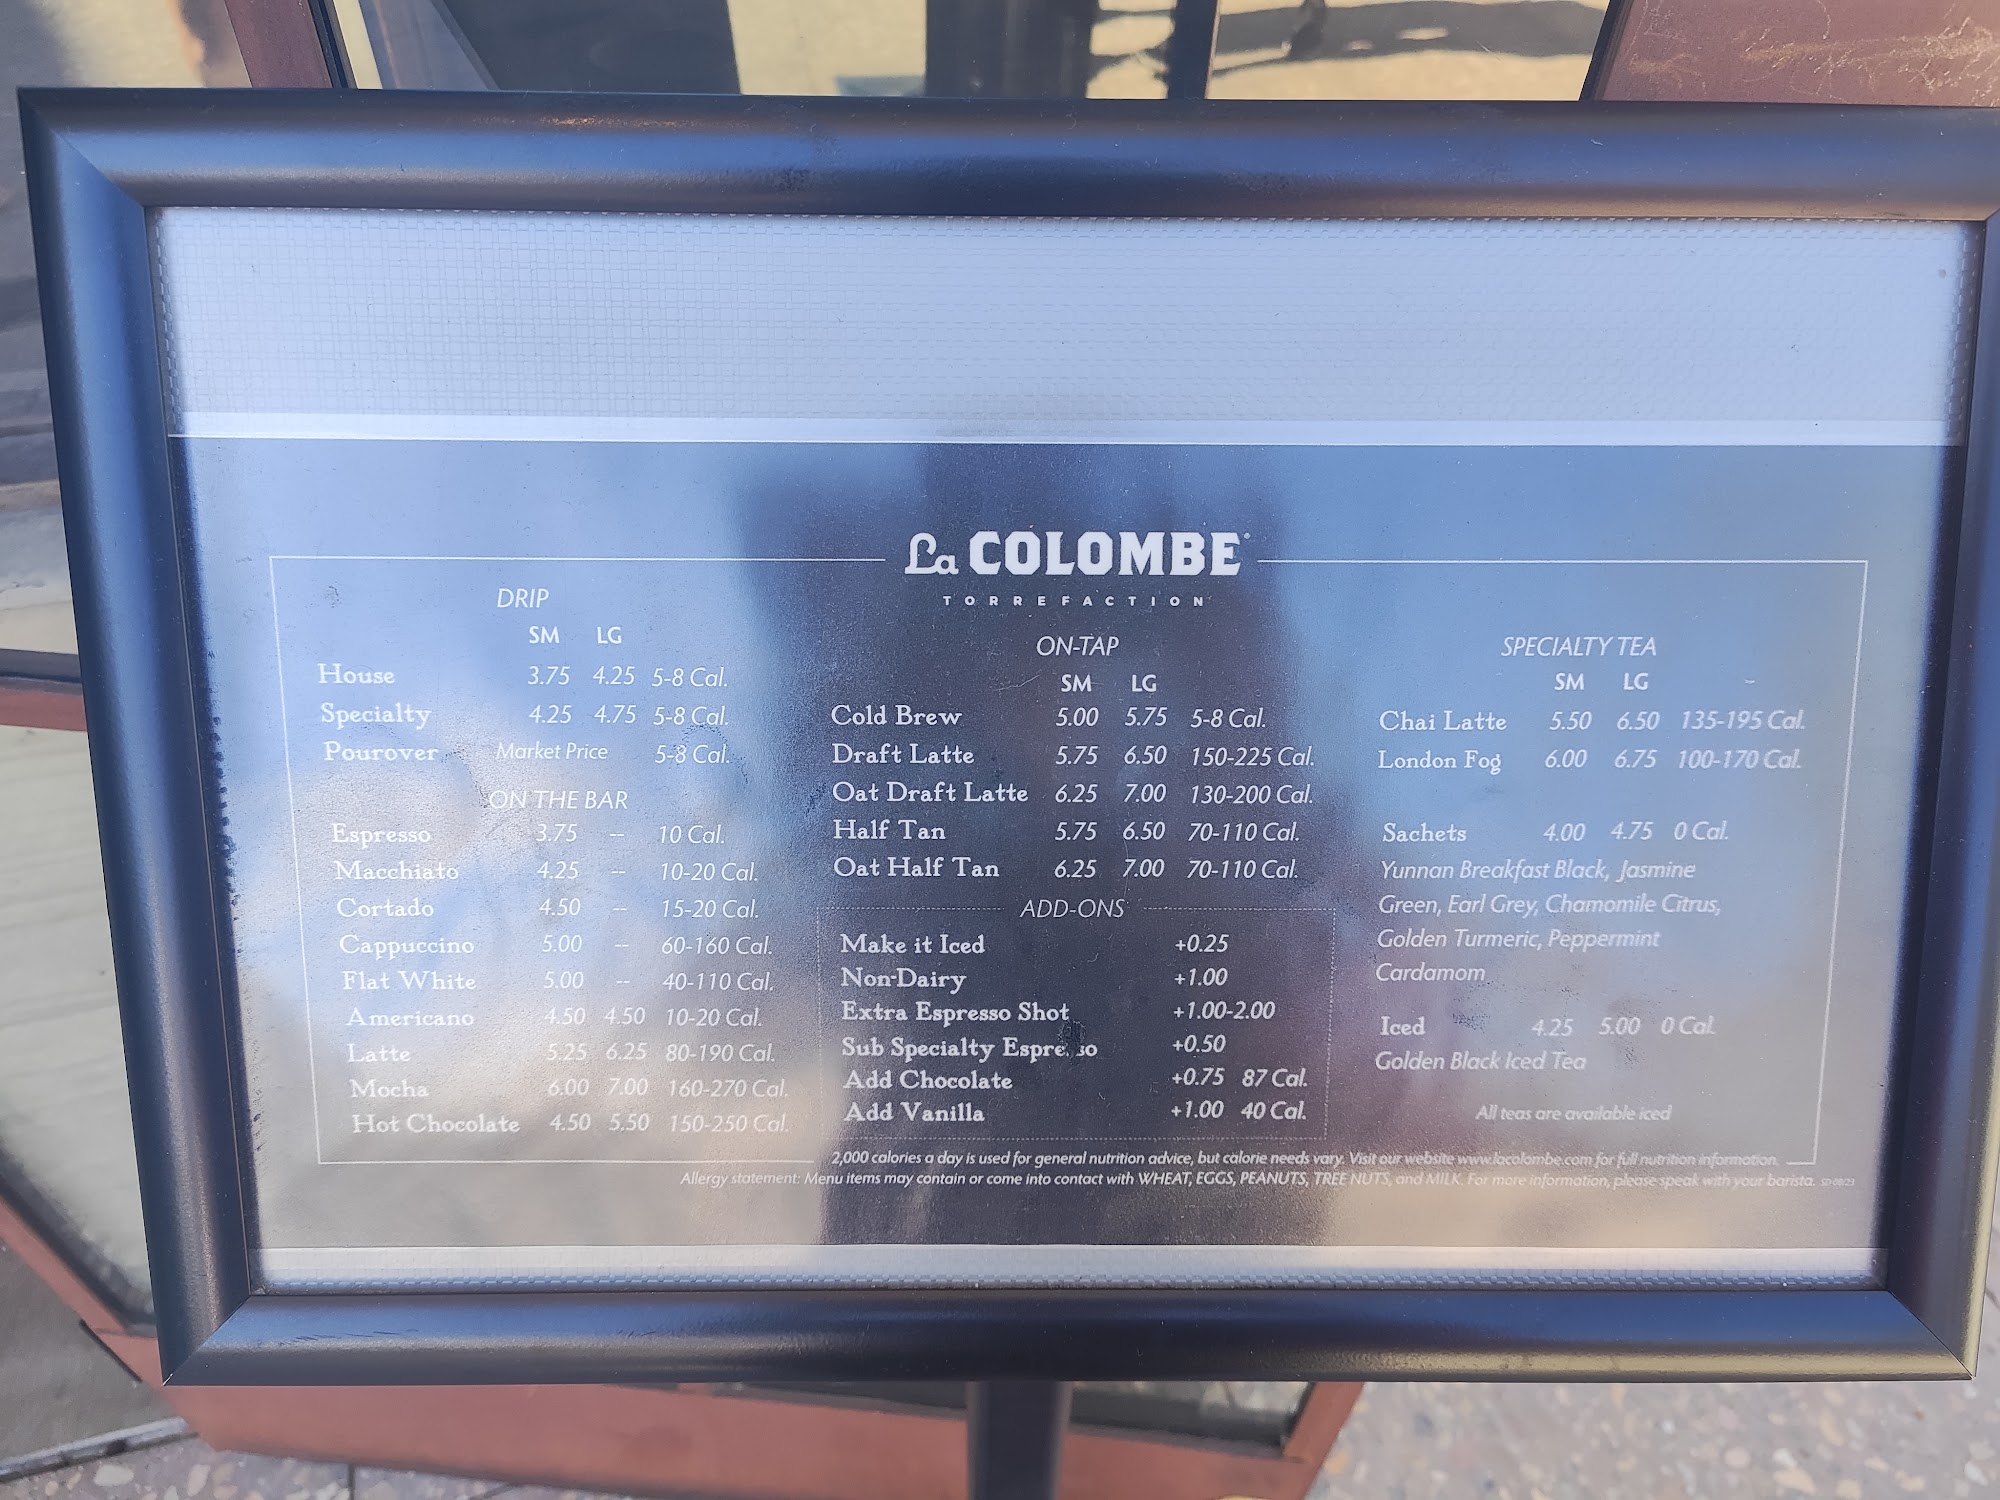 La COLOMBE
TORREFACTION
DRIP
SM LG
House 3.75 4.25 5-8 Cal.
Specialty 4.25 4.75 5-8 Cal.
Pourover Market Price 5-8 Cal.
ON THE BAR
Espresso 3.75 -- 10 Cal.
Macchiato 4.25 -- 10-20 Cal.
Cortado 4.50 -- 15-20 Cal.
Cappuccino 5.00 -- 60-160 Cal.
Flat White 5.00 -- 40-110 Cal.
Americano 4.50 4.50 10-20 Cal.
Latte 5.25 6.25 80-190 Cal.
Mocha 6.00 7.00 160-270 Cal.
Hot Chocolate 4.50 5.50 150-250 Cal.
ON-TAP
SM LG
Cold Brew 5.00 5.75 5-8 Cal.
Draft Latte 5.75 6.50 150-225 Cal.
Oat Draft Latte 6.25 7.00 130-200 Cal.
Half Tan 5.75 6.50 70-110 Cal.
Oat Half Tan 6.25 7.00 70-110 Cal.
ADD-ONS
Make it Iced +0.25
Non-Dairy +1.00
Extra Espresso Shot +1.00-2.00
Sub Specialty Espresso +0.50
Add Chocolate +0.75 87 Cal.
Add Vanilla +1.00 40 Cal.
SPECIALTY TEA
SM LG
Chai Latte 5.50 6.50 135-195 Cal.
London Fog 6.00 6.75 100-170 Cal.
Sachets 4.00 4.75 0 Cal.
Yunnan Breakfast Black, Jasmine
Green, Earl Grey, Chamomile Citrus,
Golden Turmeric, Peppermint
Cardamom
Iced 4.25 5.00 0 Cal.
Golden Black Iced Tea
All teas are available iced
2,000 calories a day is used for general nutrition advice, but calorie needs vary. Visit our website www.lacolombe.com for full nutrition information.
Allergy statement: Menu items may contain or come into contact with WHEAT, EGGS, PEANUTS, TREE NUTS, and MILK. For more information, please speak with your barista. SD 08/23